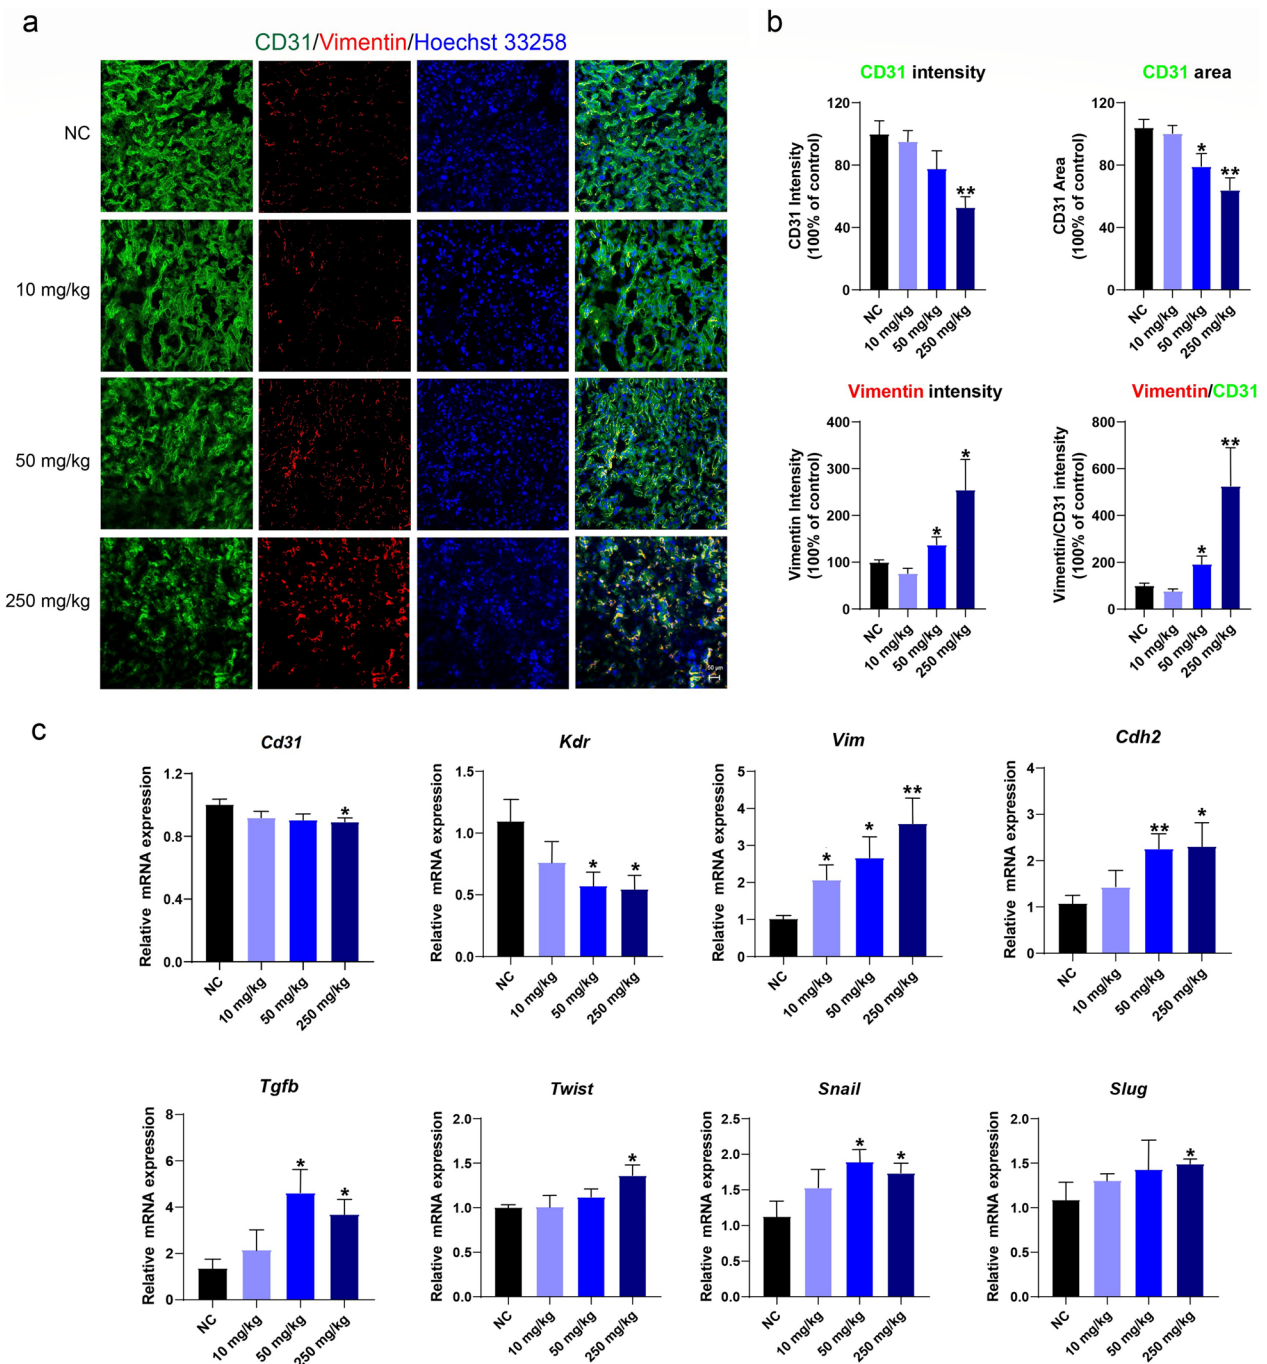 a
CD31/Vimentin/Hoechst 33258
NC
10 mg/kg
50 mg/kg
250 mg/kg
50 μm
b
CD31 intensity
CD31 Intensity
(100% of control)
120
80
40
0
**
NC
10 mg/kg
50 mg/kg
250 mg/kg
CD31 area
CD31 Area
(100% of control)
120
80
40
0
*
**
NC
10 mg/kg
50 mg/kg
250 mg/kg
Vimentin intensity
Vimentin Intensity
(100% of control)
400
300
200
100
0
*
*
NC
10 mg/kg
50 mg/kg
250 mg/kg
Vimentin/CD31
Vimentin/CD31 intensity
(100% of control)
800
600
400
200
0
*
**
NC
10 mg/kg
50 mg/kg
250 mg/kg
c
Cd31
Relative mRNA expression
1.2
0.8
0.4
0.0
*
NC
10 mg/kg
50 mg/kg
250 mg/kg
Kdr
Relative mRNA expression
1.5
1.0
0.5
0.0
*
*
NC
10 mg/kg
50 mg/kg
250 mg/kg
Vim
Relative mRNA expression
5
4
3
2
1
0
*
*
**
NC
10 mg/kg
50 mg/kg
250 mg/kg
Cdh2
Relative mRNA expression
4
3
2
1
0
**
*
NC
10 mg/kg
50 mg/kg
250 mg/kg
Tgfb
Relative mRNA expression
8
6
4
2
0
*
*
NC
10 mg/kg
50 mg/kg
250 mg/kg
Twist
Relative mRNA expression
2.0
1.5
1.0
0.5
0.0
*
NC
10 mg/kg
50 mg/kg
250 mg/kg
Snail
Relative mRNA expression
2.5
2.0
1.5
1.0
0.5
0.0
*
*
NC
10 mg/kg
50 mg/kg
250 mg/kg
Slug
Relative mRNA expression
2.0
1.5
1.0
0.5
0.0
*
NC
10 mg/kg
50 mg/kg
250 mg/kg